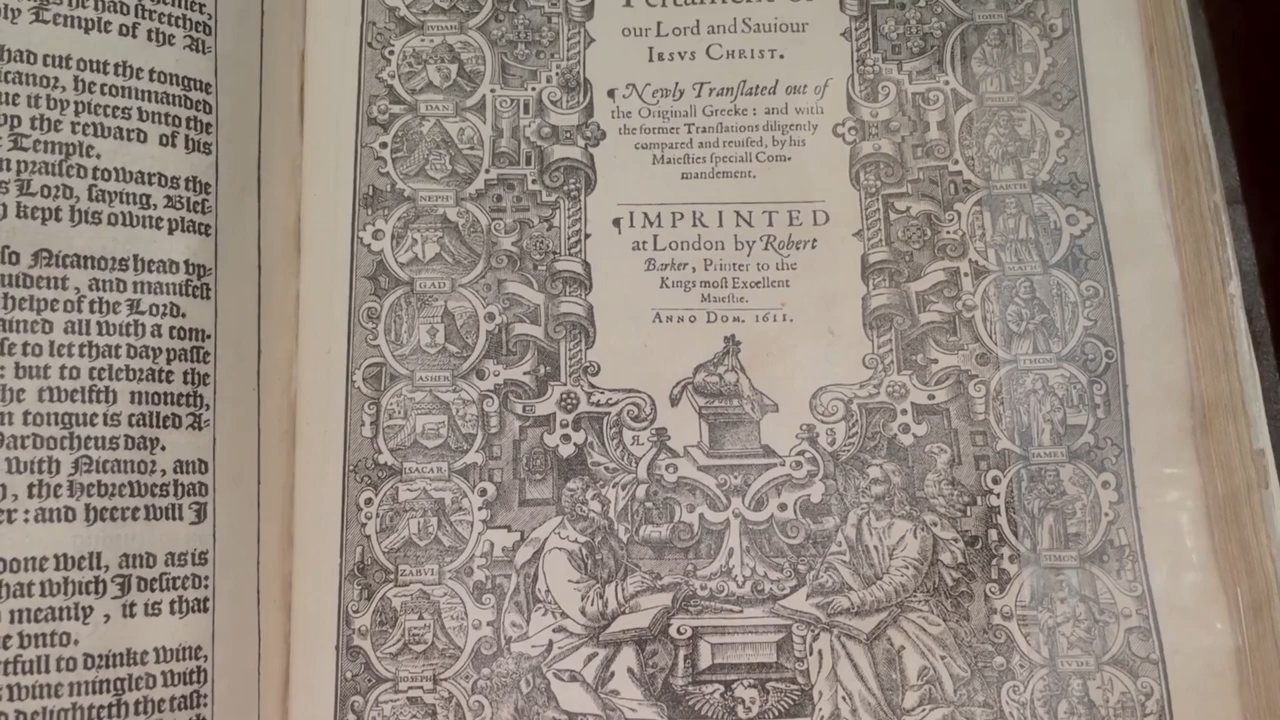 he had stretched
Temple of the Al-
had cut out the tongue
icanor, he commanded
ue it by pieces vnto the
vp the reward of his
Temple.
n praised towards the
s Lord, saying, Bles-
kept his owne place
so Nicanors head vp-
uident, and manifest
helpe of the Lord.
ained all with a com-
se to let that day passe
: but to celebrate the
he twelfth moneth,
n tongue is called A-
ardocheus day.
with Nicanor, and
, the Hebrewes had
er : and heere will I
oone well, and as is
hat which I desired:
meanly, it is that
e vnto.
tfull to drinke wine,
wine mingled with
delighteth the tast:
IVDAH.
DAN.
NEPH
GAD
ASHER
ISACAR.
ZABVL
IOSEPH
our Lord and Sauiour
IESVS CHRIST.
¶ Newly Translated out of
the Originall Greeke : and with
the former Translations diligently
compared and reuised, by his
Maiesties speciall Com-
mandement.
¶IMPRINTED
at London by Robert
Barker, Printer to the
Kings most Excellent
Maiestie.
ANNO DOM. 1611.
IOHN.
PHILIP
BARTH
MATH
THOM
IAMES
SIMON
IVDE